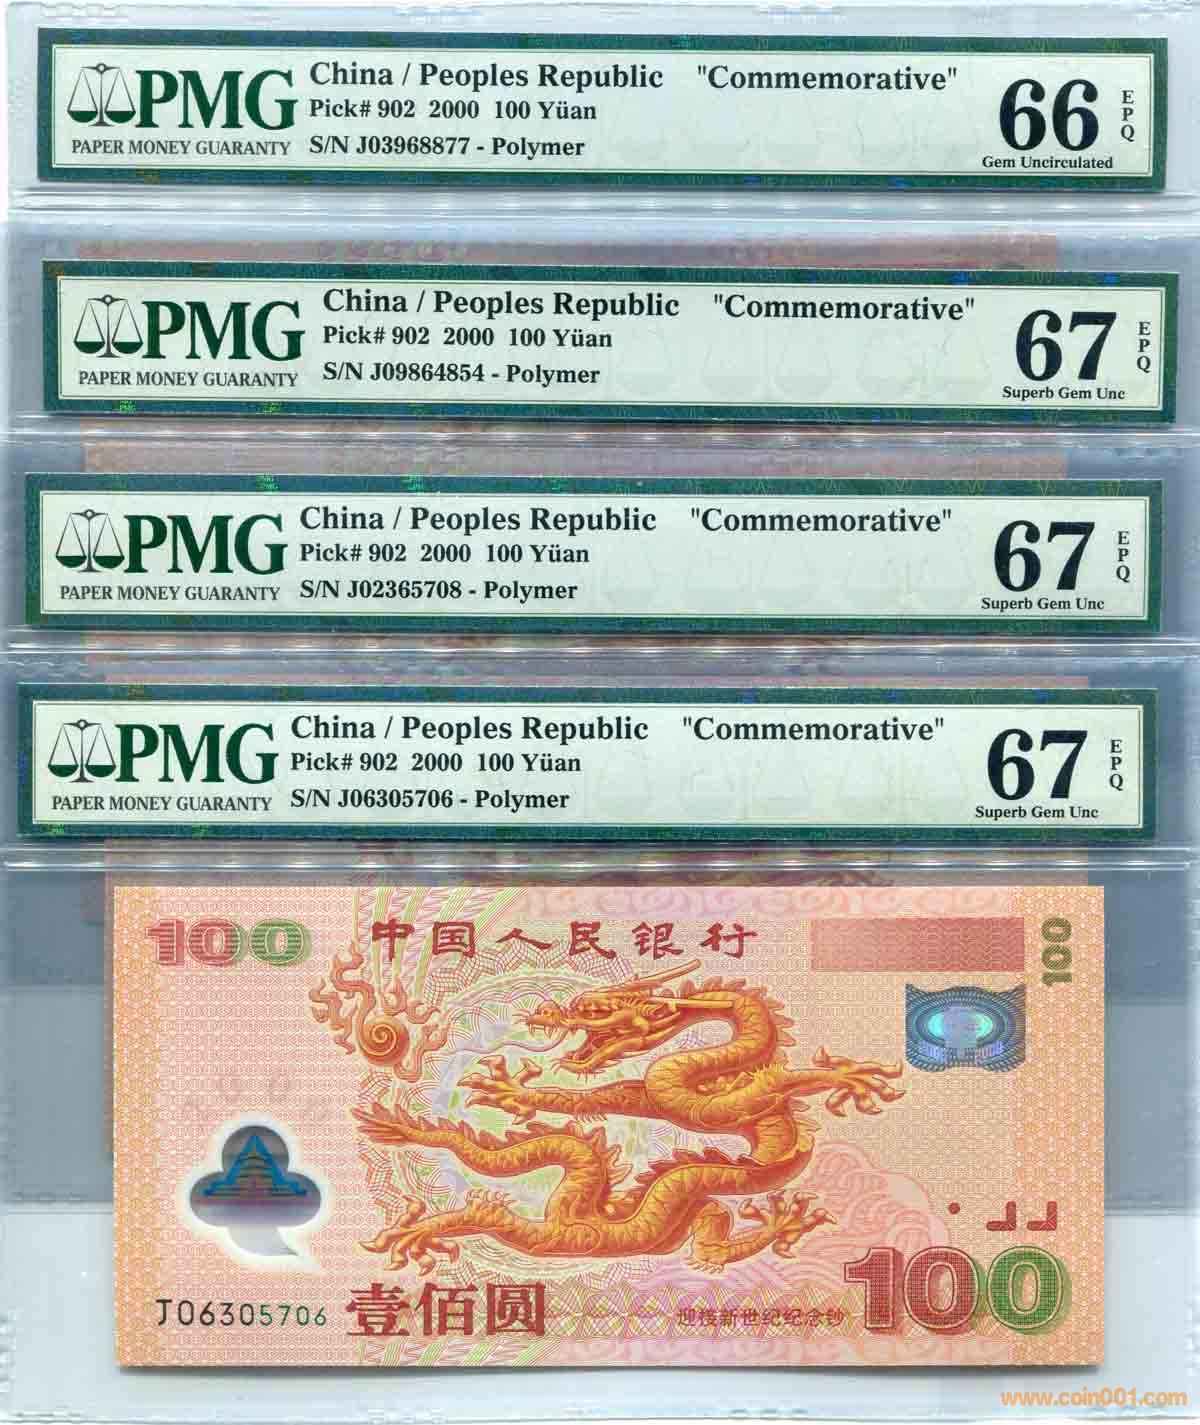 PMG
PAPER MONEY GUARANTY
China / Peoples Republic "Commemorative"
Pick# 902 2000 100 Yüan
S/N J03968877 - Polymer
66
EPQ
Gem Uncirculated
PMG
PAPER MONEY GUARANTY
China / Peoples Republic "Commemorative"
Pick# 902 2000 100 Yüan
S/N J09864854 - Polymer
67
EPQ
Superb Gem Unc
PMG
PAPER MONEY GUARANTY
China / Peoples Republic "Commemorative"
Pick# 902 2000 100 Yüan
S/N J02365708 - Polymer
67
EPQ
Superb Gem Unc
PMG
PAPER MONEY GUARANTY
China / Peoples Republic "Commemorative"
Pick# 902 2000 100 Yüan
S/N J06305706 - Polymer
67
EPQ
Superb Gem Unc
100
中国人民银行
100
J06305706
壹佰圆
迎接新世纪纪念钞
100
www.coin001.com